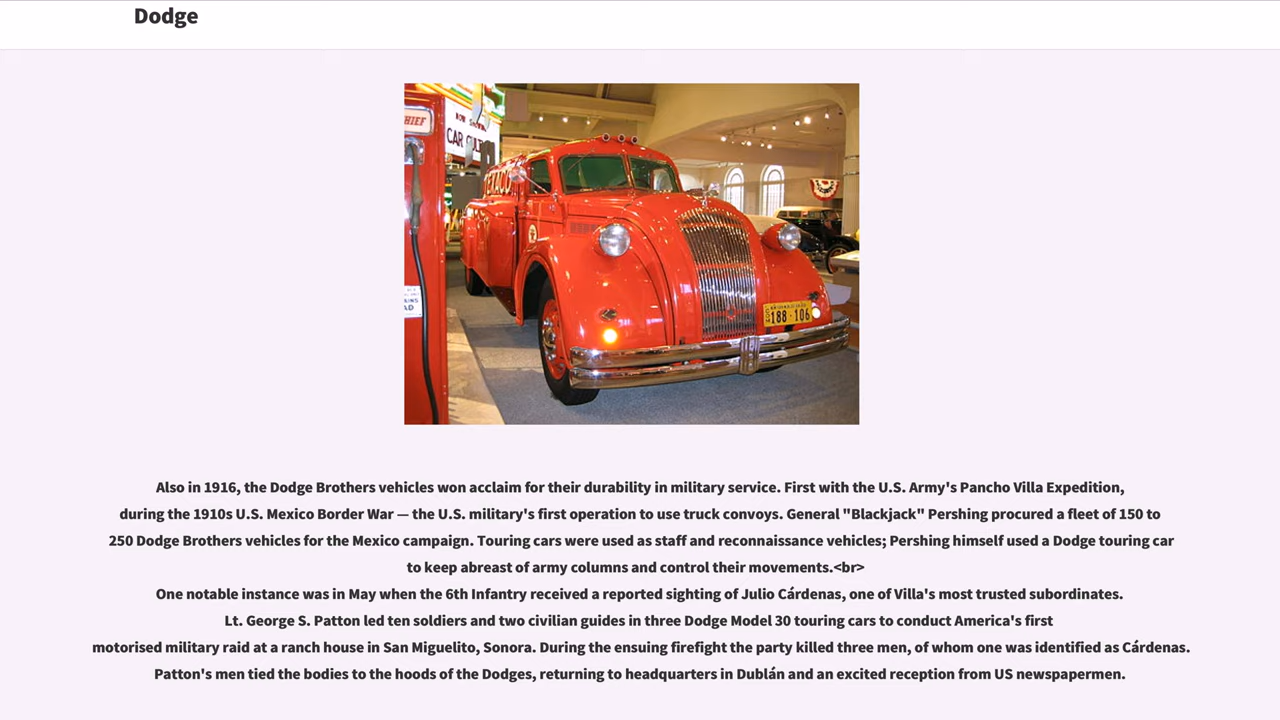 Dodge
HIEF
CAR CULT
TEXACO
188-106
Also in 1916, the Dodge Brothers vehicles won acclaim for their durability in military service. First with the U.S. Army's Pancho Villa Expedition,
during the 1910s U.S. Mexico Border War — the U.S. military's first operation to use truck convoys. General "Blackjack" Pershing procured a fleet of 150 to
250 Dodge Brothers vehicles for the Mexico campaign. Touring cars were used as staff and reconnaissance vehicles; Pershing himself used a Dodge touring car
to keep abreast of army columns and control their movements.<br>
One notable instance was in May when the 6th Infantry received a reported sighting of Julio Cárdenas, one of Villa's most trusted subordinates.
Lt. George S. Patton led ten soldiers and two civilian guides in three Dodge Model 30 touring cars to conduct America's first
motorised military raid at a ranch house in San Miguelito, Sonora. During the ensuing firefight the party killed three men, of whom one was identified as Cárdenas.
Patton's men tied the bodies to the hoods of the Dodges, returning to headquarters in Dublán and an excited reception from US newspapermen.